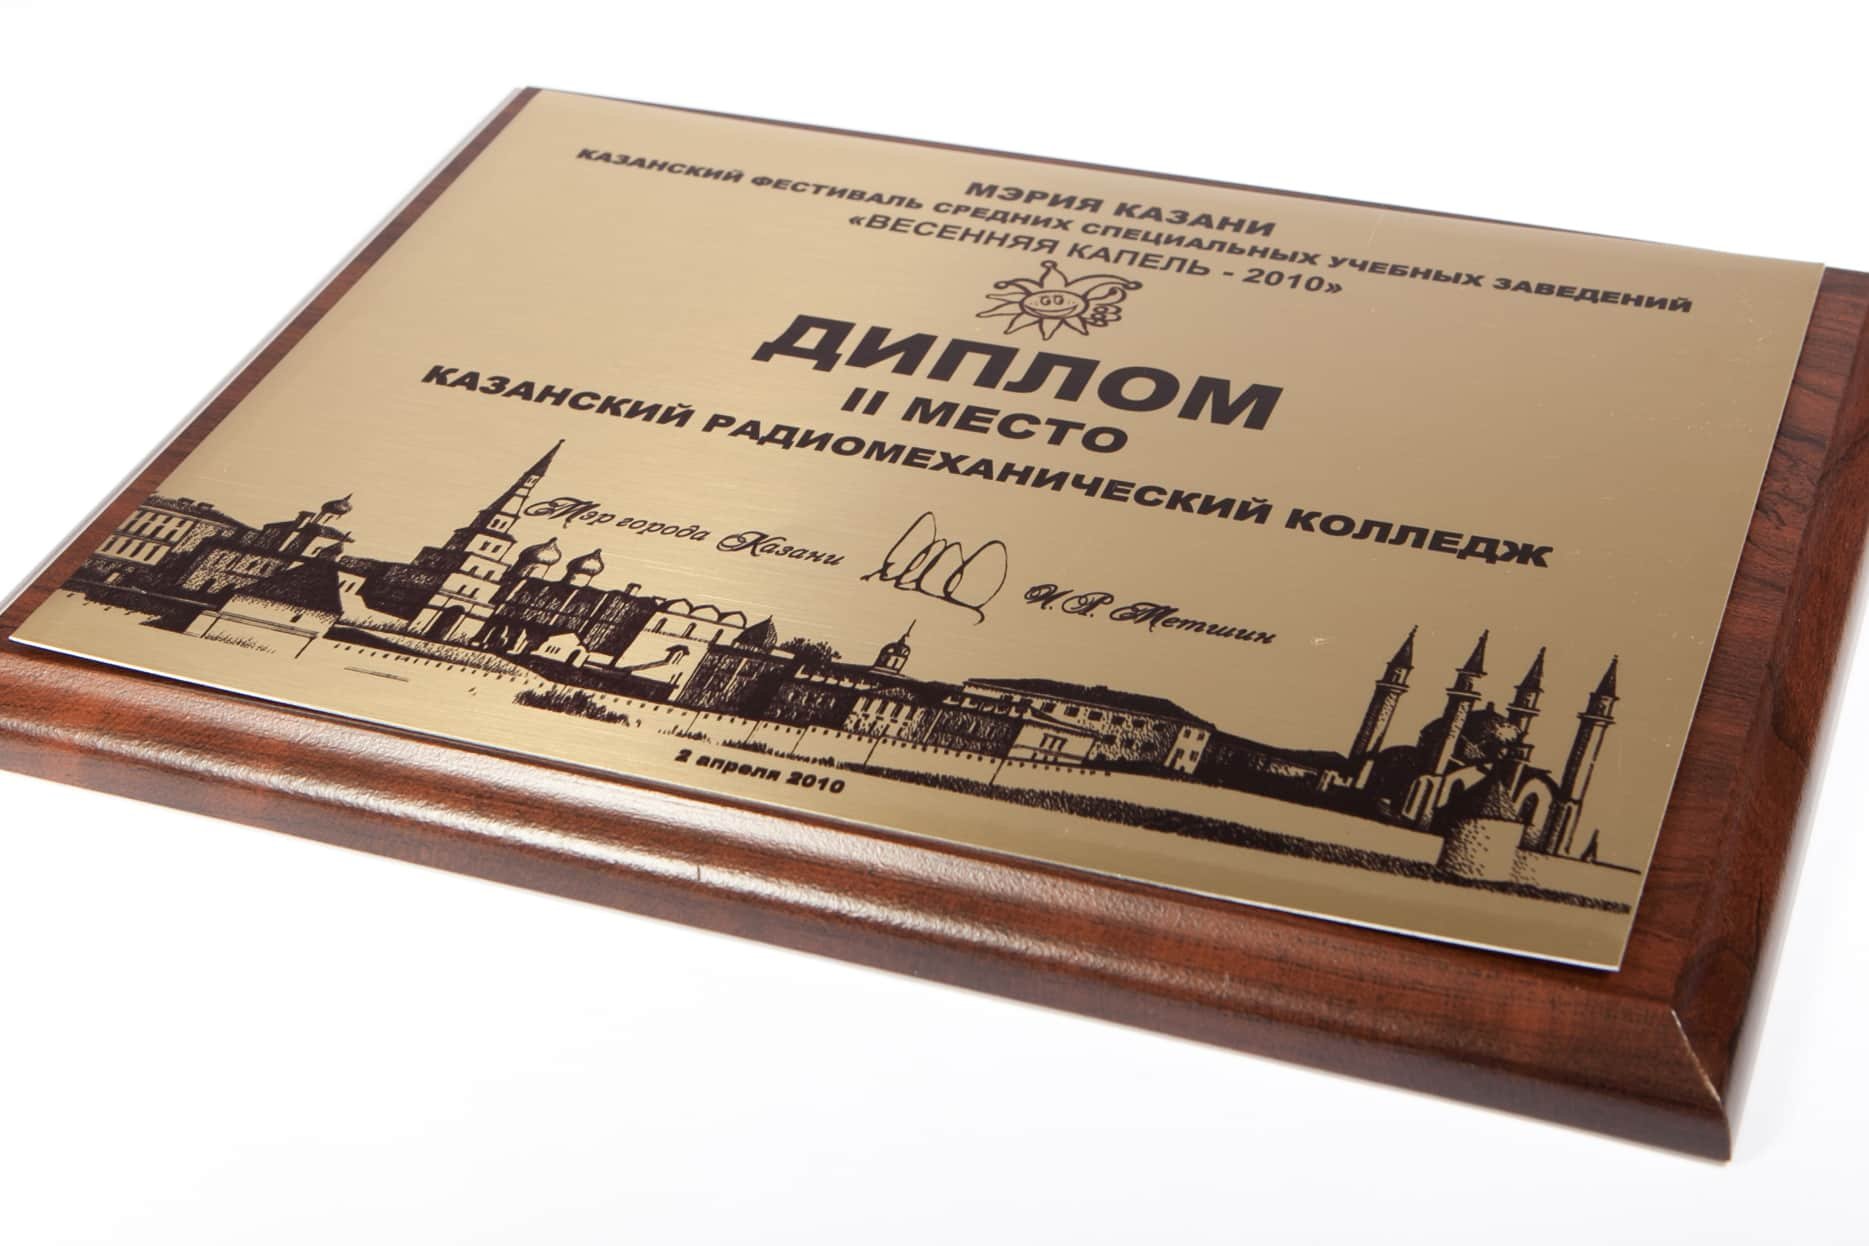 МЭРИЯ КАЗАНИ
КАЗАНСКИЙ ФЕСТИВАЛЬ СРЕДНИХ СПЕЦИАЛЬНЫХ УЧЕБНЫХ ЗАВЕДЕНИЙ
«ВЕСЕННЯЯ КАПЕЛЬ - 2010»
ДИПЛОМ
II МЕСТО
КАЗАНСКИЙ РАДИОМЕХАНИЧЕСКИЙ КОЛЛЕДЖ
Мэр города Казани И. Р. Метшин
2 апреля 2010